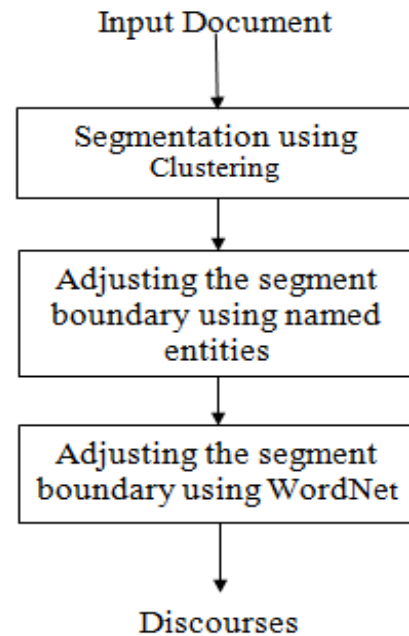 Input Document
Segmentation using
Clustering
Adjusting the segment
boundary using named
entities
Adjusting the segment
boundary using WordNet
Discourses